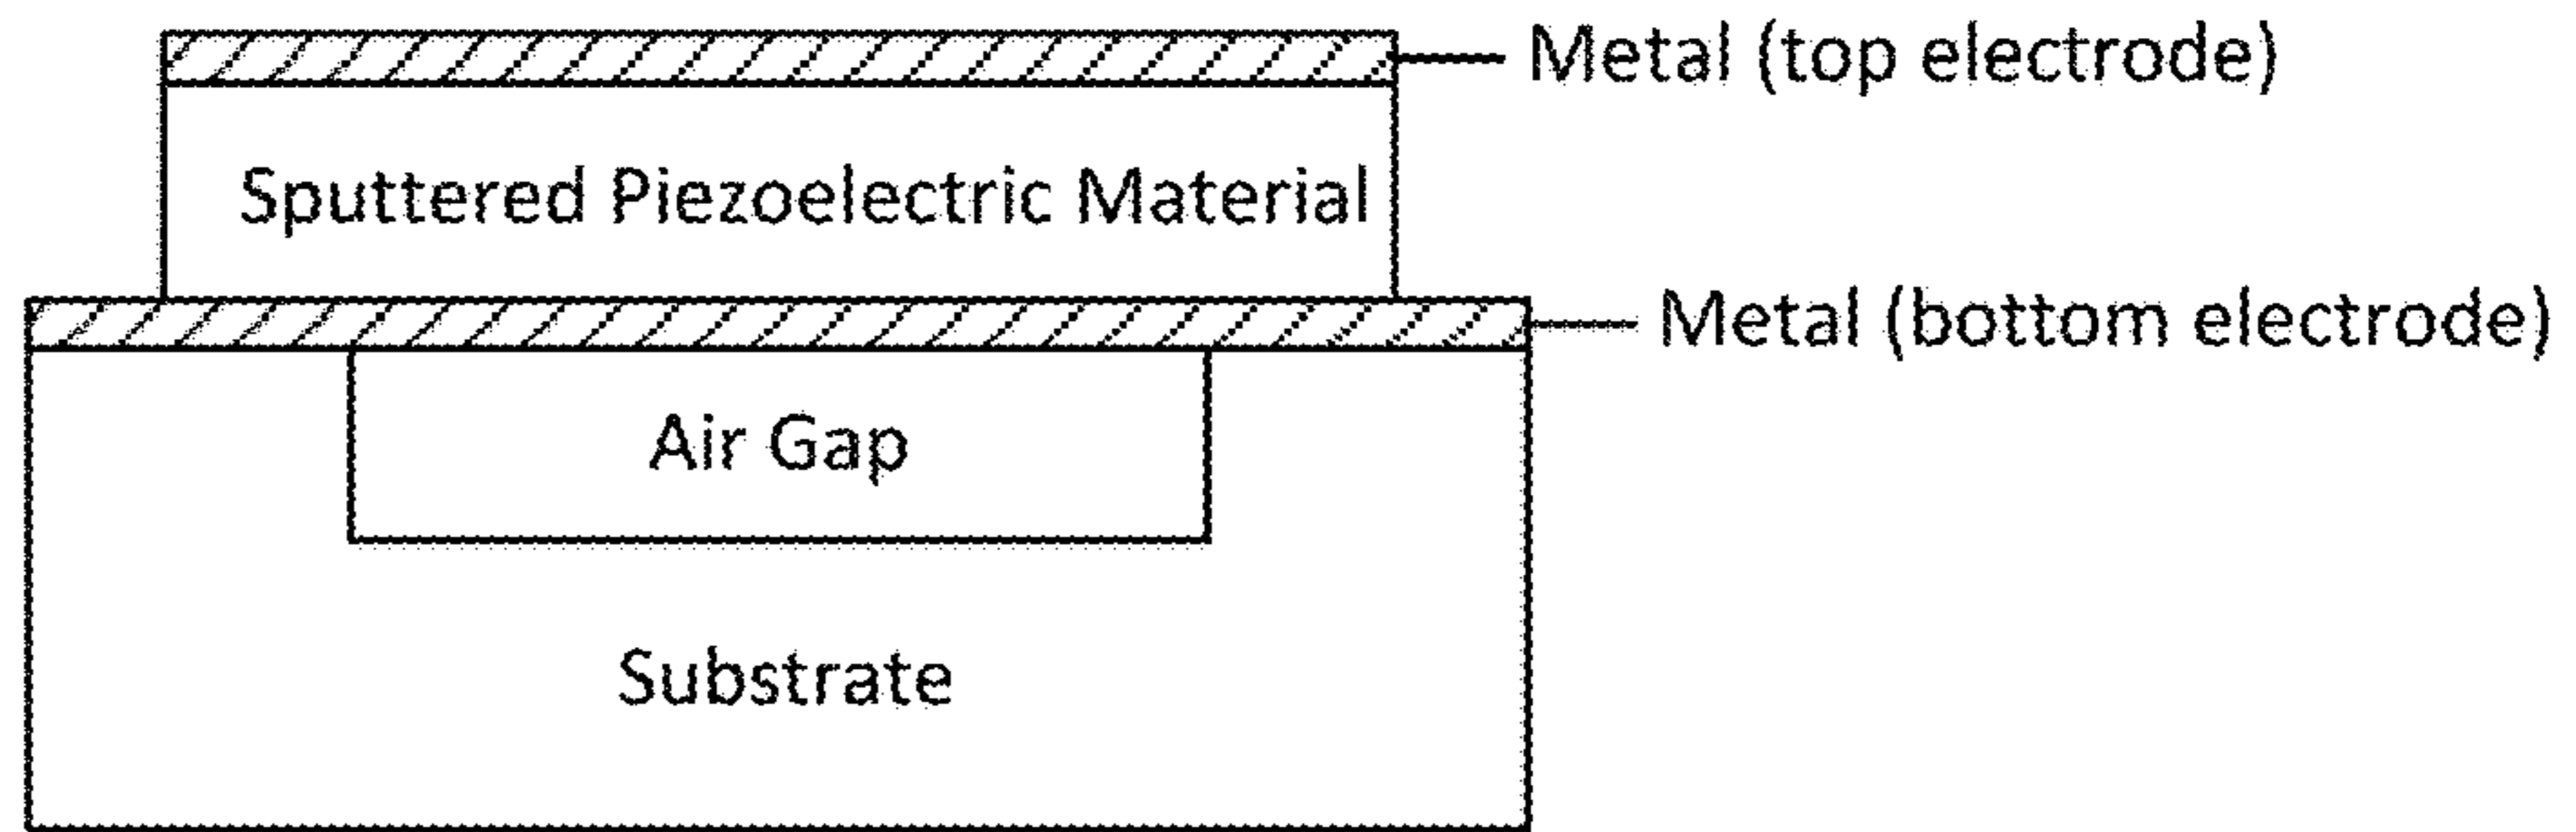 Metal (top electrode)
Sputtered Piezoelectric Material
Metal (bottom electrode)
Air Gap
Substrate